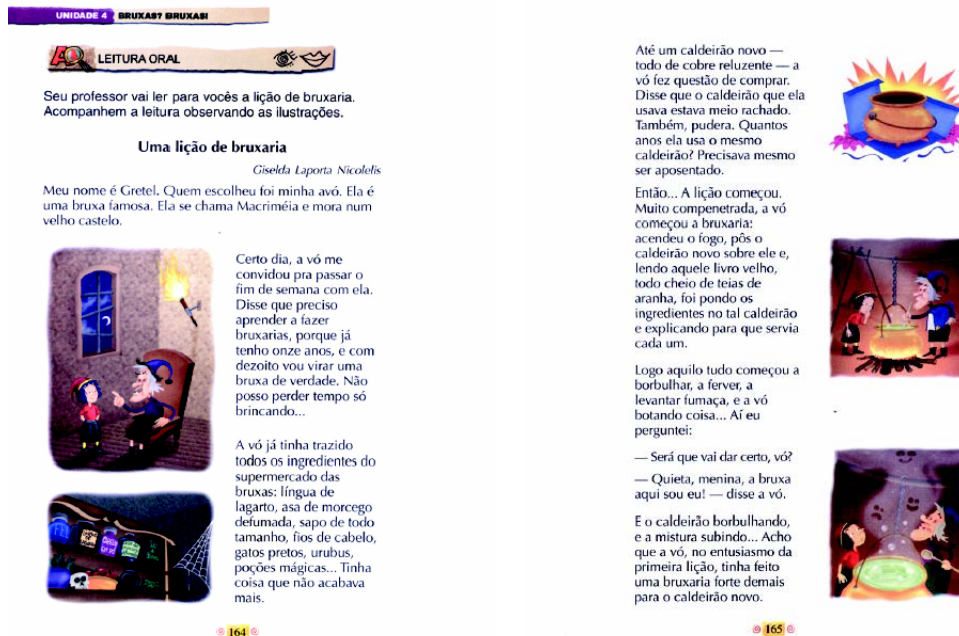 UNIDADE 4 BRUXAS? BRUXAS!
LEITURA ORAL
Seu professor vai ler para vocês a lição de bruxaria.
Acompanhem a leitura observando as ilustrações.
Uma lição de bruxaria
Giselda Laporta Nicolelis
Meu nome é Gretel. Quem escolheu foi minha avó. Ela é
uma bruxa famosa. Ela se chama Macriméia e mora num
velho castelo.
Certo dia, a vó me
convidou pra passar o
fim de semana com ela.
Disse que preciso
aprender a fazer
bruxarias, porque já
tenho onze anos, e com
dezoito vou virar uma
bruxa de verdade. Não
posso perder tempo só
brincando...
A vó já tinha trazido
todos os ingredientes do
supermercado das
bruxas: língua de
lagarto, asa de morcego
defumada, sapo de todo
tamanho, fios de cabelo,
gatos pretos, urubus,
poções mágicas... Tinha
coisa que não acabava
mais.
164
Até um caldeirão novo —
todo de cobre reluzente — a
vó fez questão de comprar.
Disse que o caldeirão que ela
usava estava meio rachado.
Também, pudera. Quantos
anos ela usa o mesmo
caldeirão? Precisava mesmo
ser aposentado.
Então... A lição começou.
Muito compenetrada, a vó
começou a bruxaria:
acendeu o fogo, pôs o
caldeirão novo sobre ele e,
lendo aquele livro velho,
todo cheio de teias de
aranha, foi pondo os
ingredientes no tal caldeirão
e explicando para que servia
cada um.
Logo aquilo tudo começou a
borbulhar, a ferver, a
levantar fumaça, e a vó
botando coisa... Aí eu
perguntei:
— Será que vai dar certo, vó?
— Quieta, menina, a bruxa
aqui sou eu! — disse a vó.
E o caldeirão borbulhando,
e a mistura subindo... Acho
que a vó, no entusiasmo da
primeira lição, tinha feito
uma bruxaria forte demais
para o caldeirão novo.
165